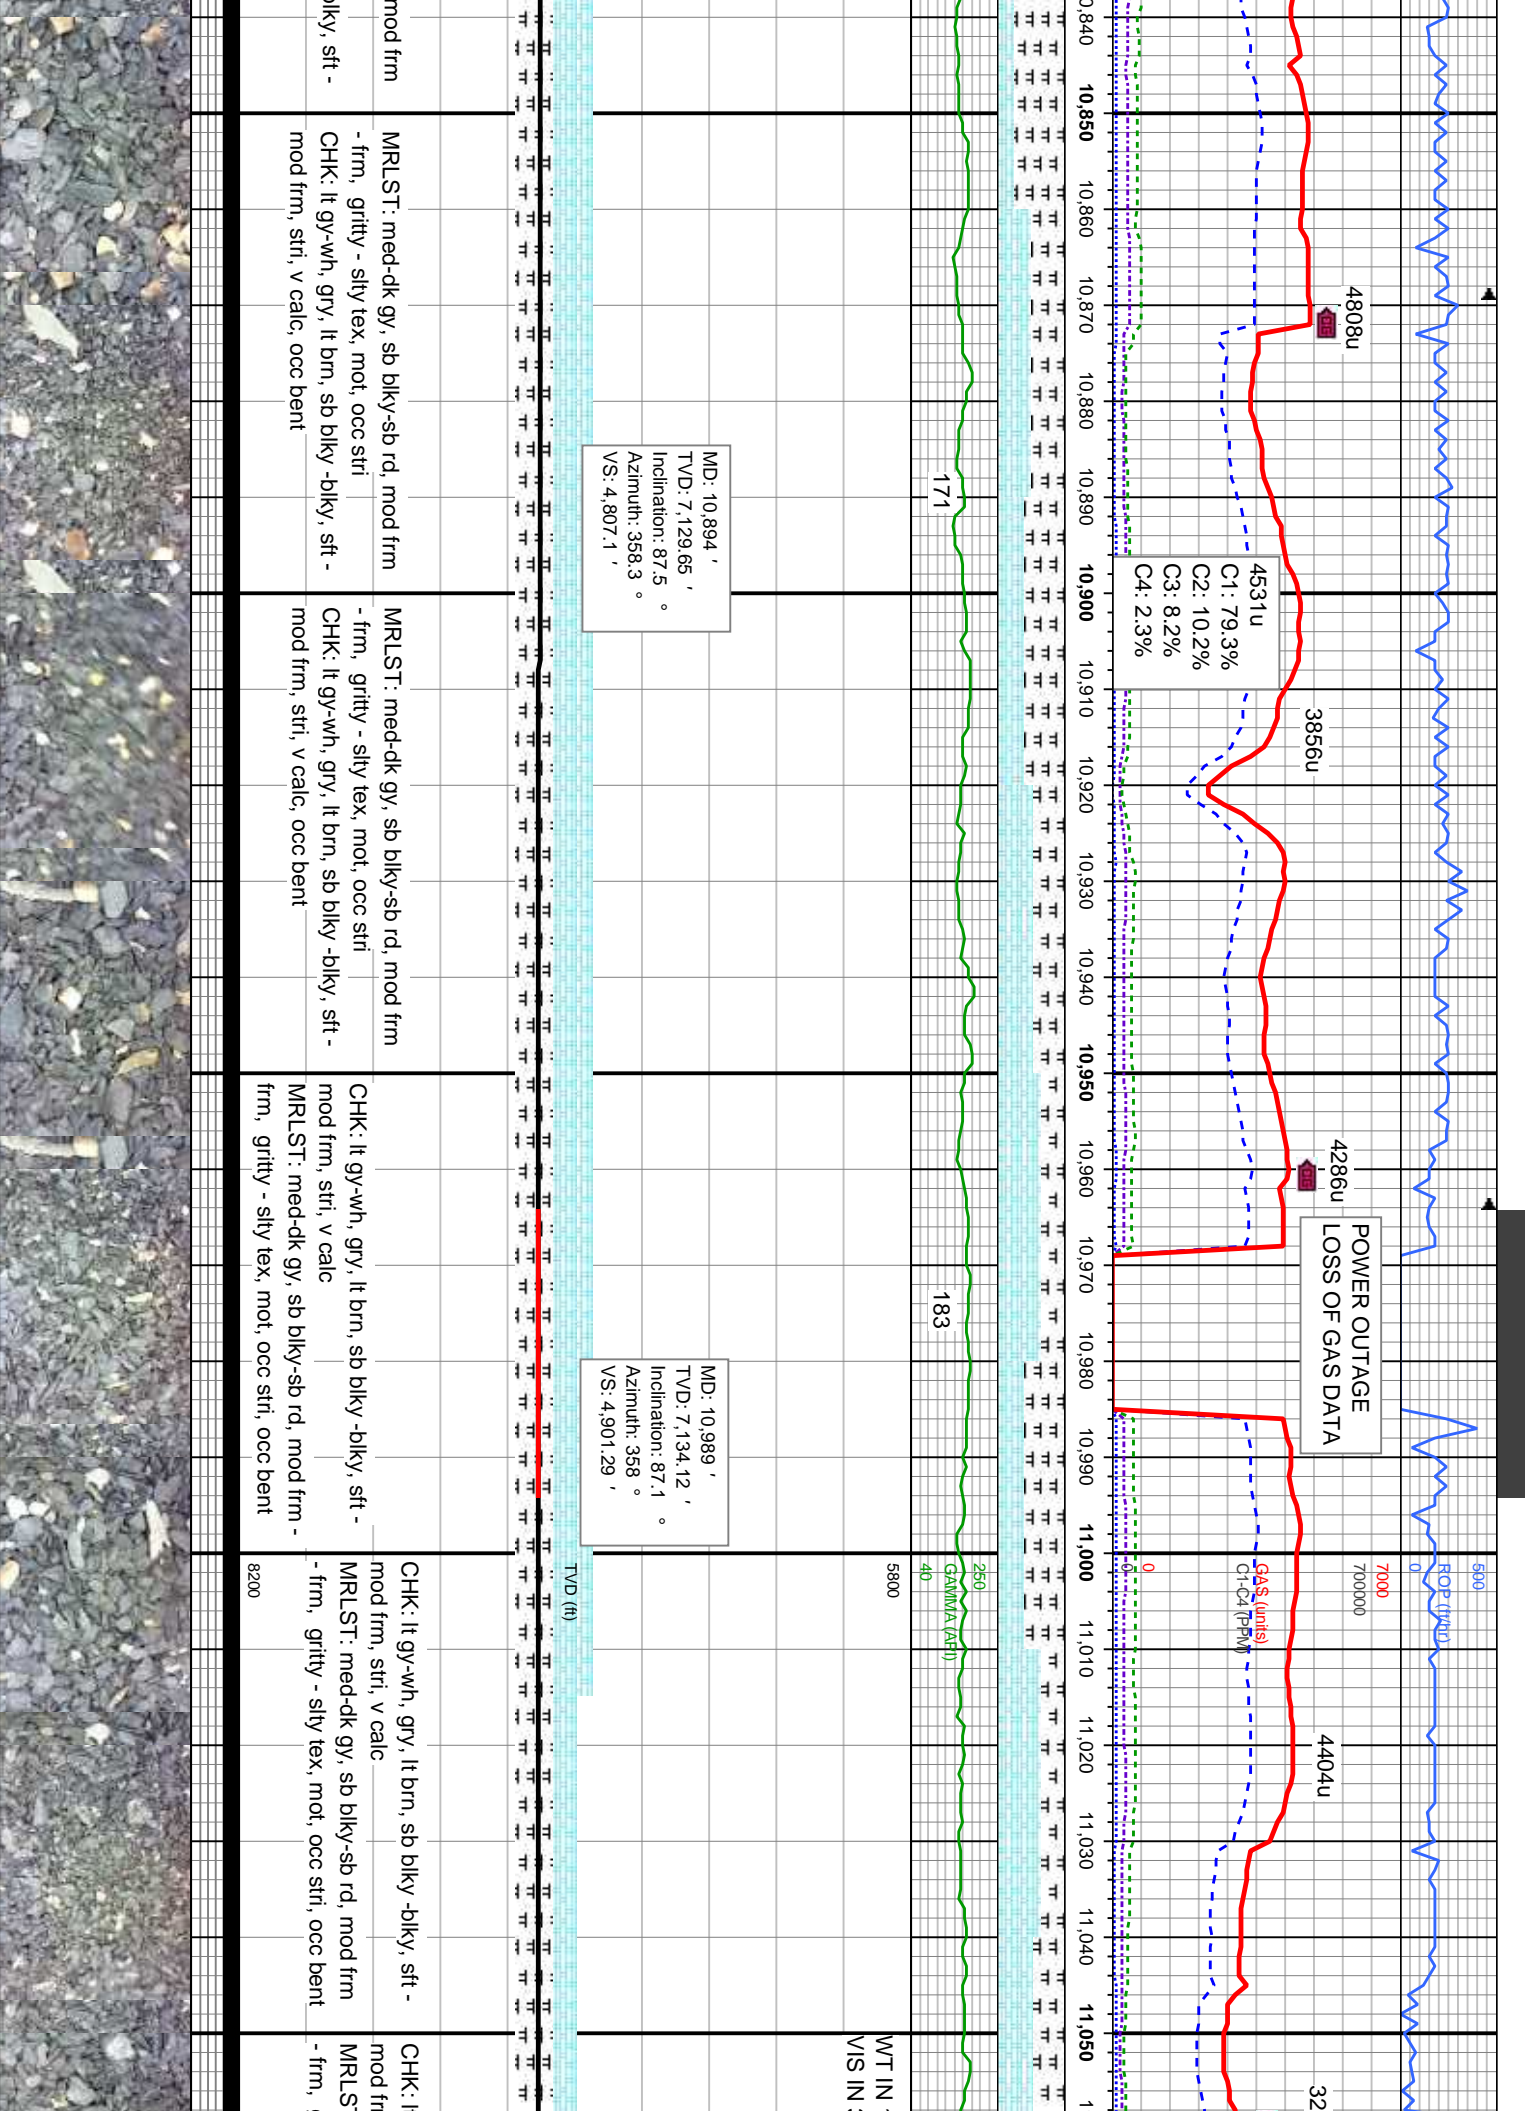 500
ROP (ft/hr)
0
7000
700000
GAS (units)
C1-C4 (PPM)
0
0
4808u
4531u
C1: 79.3%
C2: 10.2%
C3: 8.2%
C4: 2.3%
3856u
4286u
POWER OUTAGE
LOSS OF GAS DATA
4404u
32
10,850
10,860
10,870
10,880
10,890
10,900
10,910
10,920
10,930
10,940
10,950
10,960
10,970
10,980
10,990
11,000
11,010
11,020
11,030
11,040
11,050
171
183
250
GAMMA (API)
40
5800
TVD (ft)
8200
WT IN
VIS IN
MD: 10,894 '
TVD: 7,129.65 '
Inclination: 87.5 °
Azimuth: 358.3 °
VS: 4,807.1 '
MD: 10,989 '
TVD: 7,134.12 '
Inclination: 87.1 °
Azimuth: 358 °
VS: 4,901.29 '
mod frm
blky, sft -
MRLST: med-dk gy, sb blky-sb rd, mod frm
- frm, gritty - slty tex, mot, occ stri
CHK: lt gy-wh, gry, lt brn, sb blky -blky, sft -
mod frm, stri, v calc, occ bent
MRLST: med-dk gy, sb blky-sb rd, mod frm
- frm, gritty - slty tex, mot, occ stri
CHK: lt gy-wh, gry, lt brn, sb blky -blky, sft -
mod frm, stri, v calc, occ bent
CHK: lt gy-wh, gry, lt brn, sb blky -blky, sft -
mod frm, stri, v calc
MRLST: med-dk gy, sb blky-sb rd, mod frm -
frm, gritty - slty tex, mot, occ stri, occ bent
CHK: lt gy-wh, gry, lt brn, sb blky -blky, sft -
mod frm, stri, v calc
MRLST: med-dk gy, sb blky-sb rd, mod frm
- frm, gritty - slty tex, mot, occ stri, occ bent
CHK:
mod
MRLST
- frm,